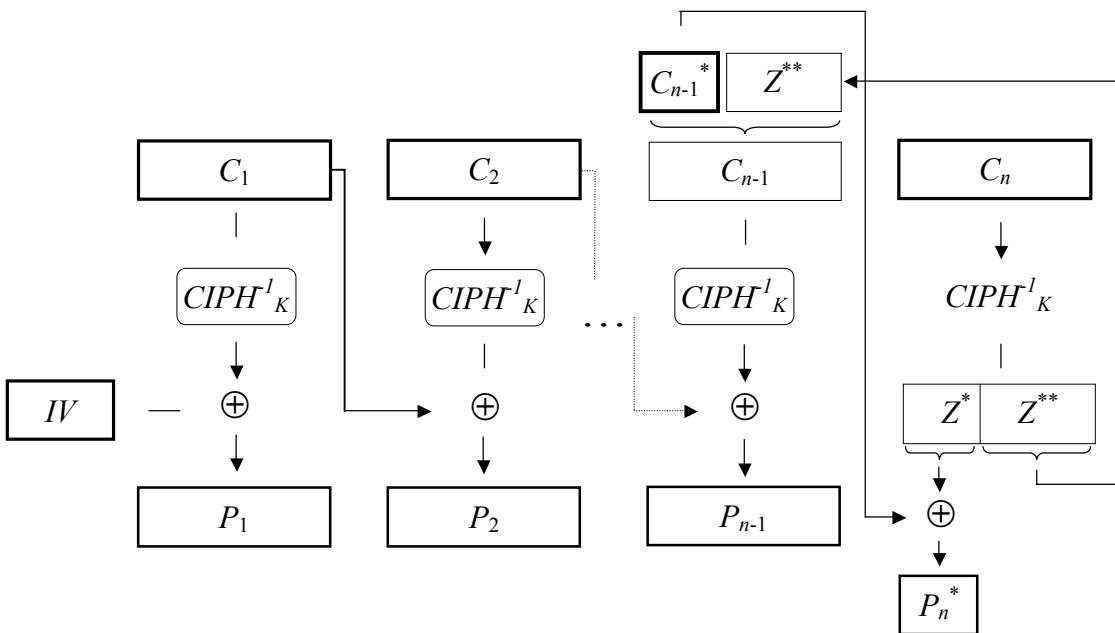 C_{n-1}^* Z^{**}
C_1 C_2 C_{n-1} C_n
CIPH^{-1}_K CIPH^{-1}_K CIPH^{-1}_K CIPH^{-1}_K
...
IV ⊕ ⊕ ⊕ Z^* Z^{**}
P_1 P_2 P_{n-1} ⊕
P_n^*